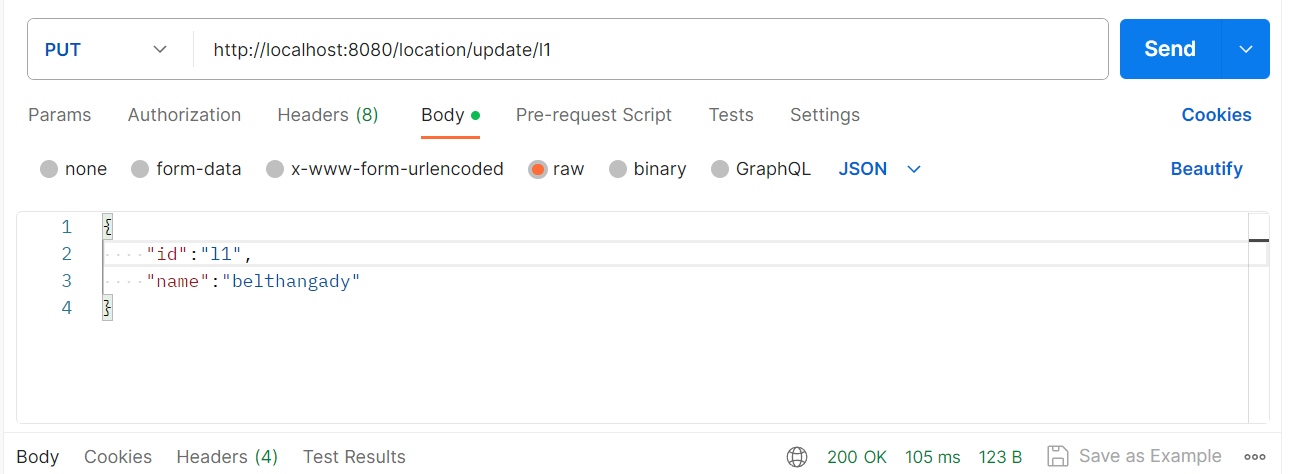 PUT http://localhost:8080/location/update/l1 Send
Params Authorization Headers (8) Body Pre-request Script Tests Settings Cookies
none form-data x-www-form-urlencoded raw binary GraphQL JSON Beautify
1 {
2 "id":"l1",
3 "name":"belthangady"
4 }
Body Cookies Headers (4) Test Results 200 OK 105 ms 123 B Save as Example